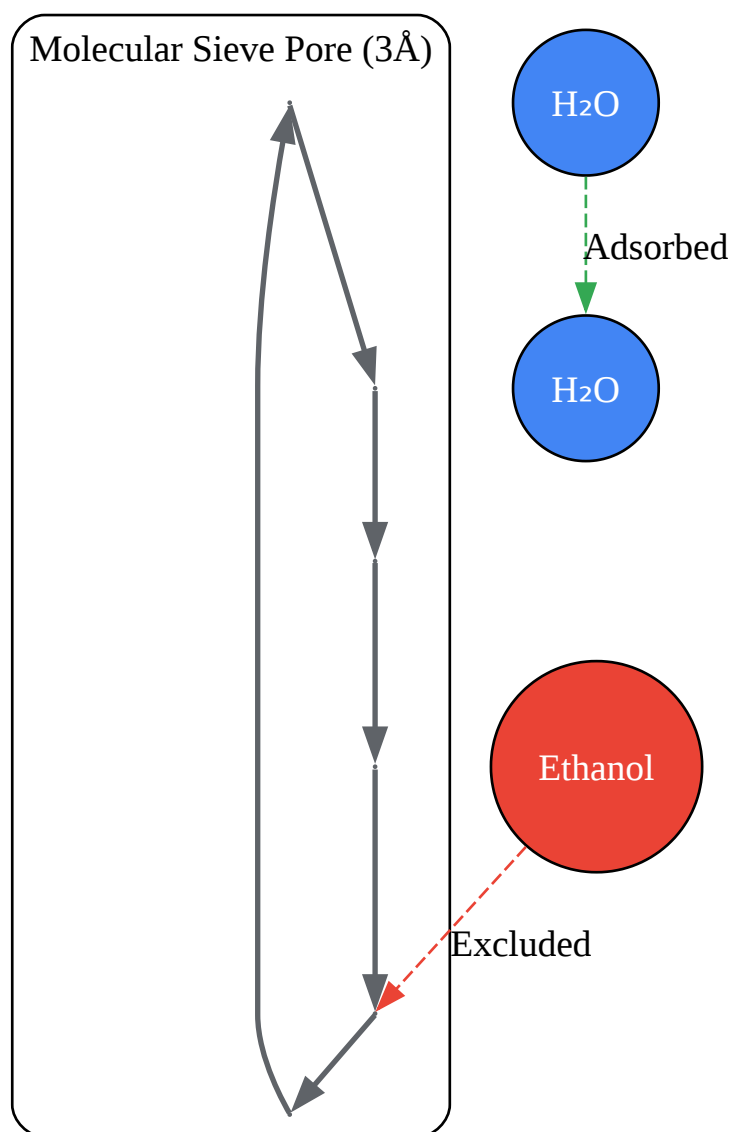 Molecular Sieve Pore (3Å)
H₂O
Adsorbed
H₂O
Ethanol
Excluded